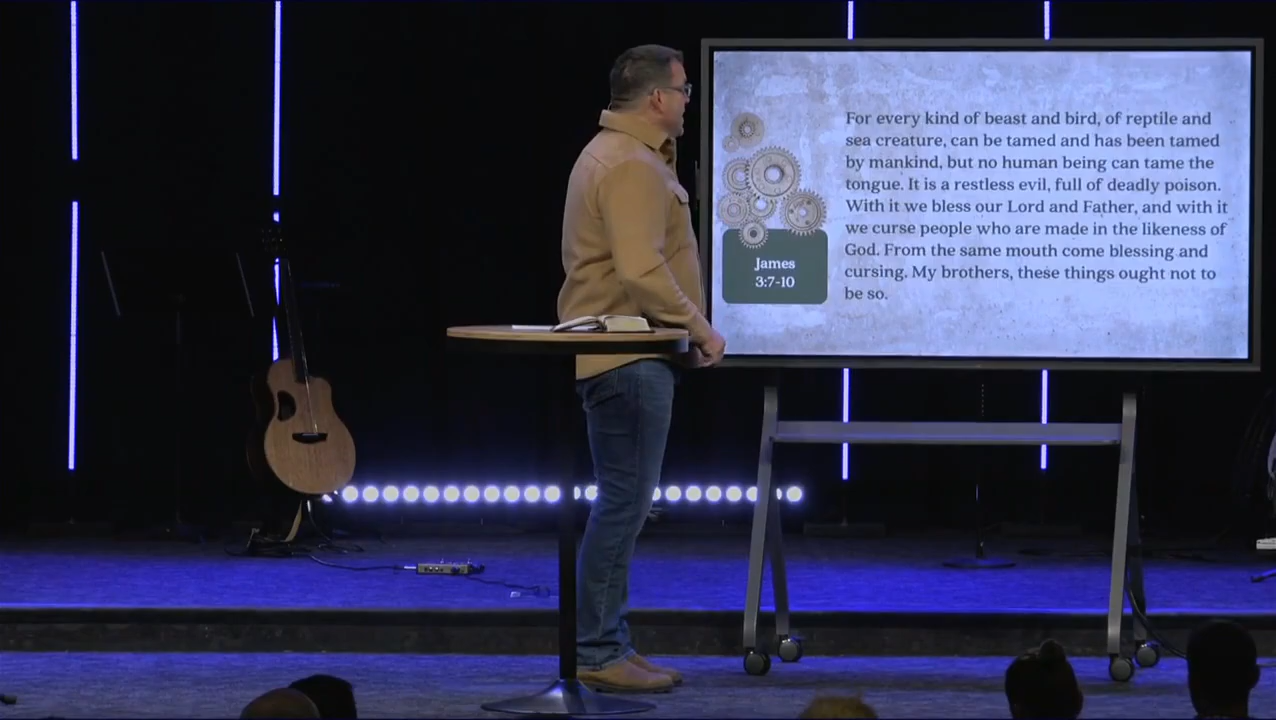 For every kind of beast and bird, of reptile and
sea creature, can be tamed and has been tamed
by mankind, but no human being can tame the
tongue. It is a restless evil, full of deadly poison.
With it we bless our Lord and Father, and with it
we curse people who are made in the likeness of
God. From the same mouth come blessing and
cursing. My brothers, these things ought not to
be so.
James
3:7-10